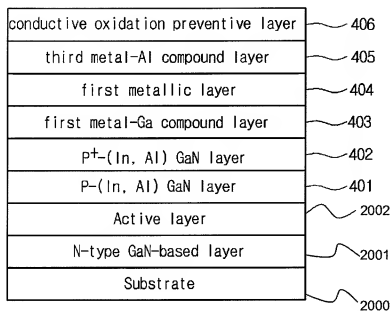 conductive oxidation preventive layer 406
third metal-Al compound layer 405
first metallic layer 404
first metal-Ga compound layer 403
P+-(In, Al) GaN layer 402
P-(In, Al) GaN layer 401
Active layer 2002
N-type GaN-based layer 2001
Substrate 2000